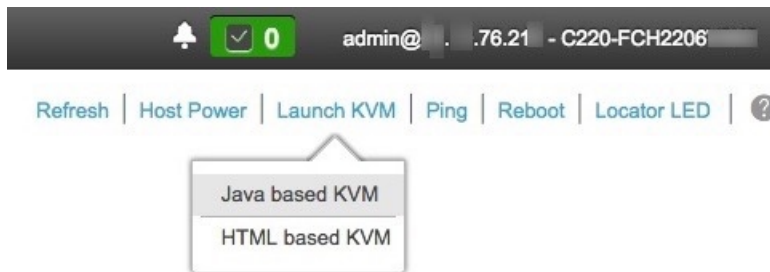 0 admin@ . .76.21 - C220-FCH2206
Refresh | Host Power | Launch KVM | Ping | Reboot | Locator LED | ?
Java based KVM
HTML based KVM